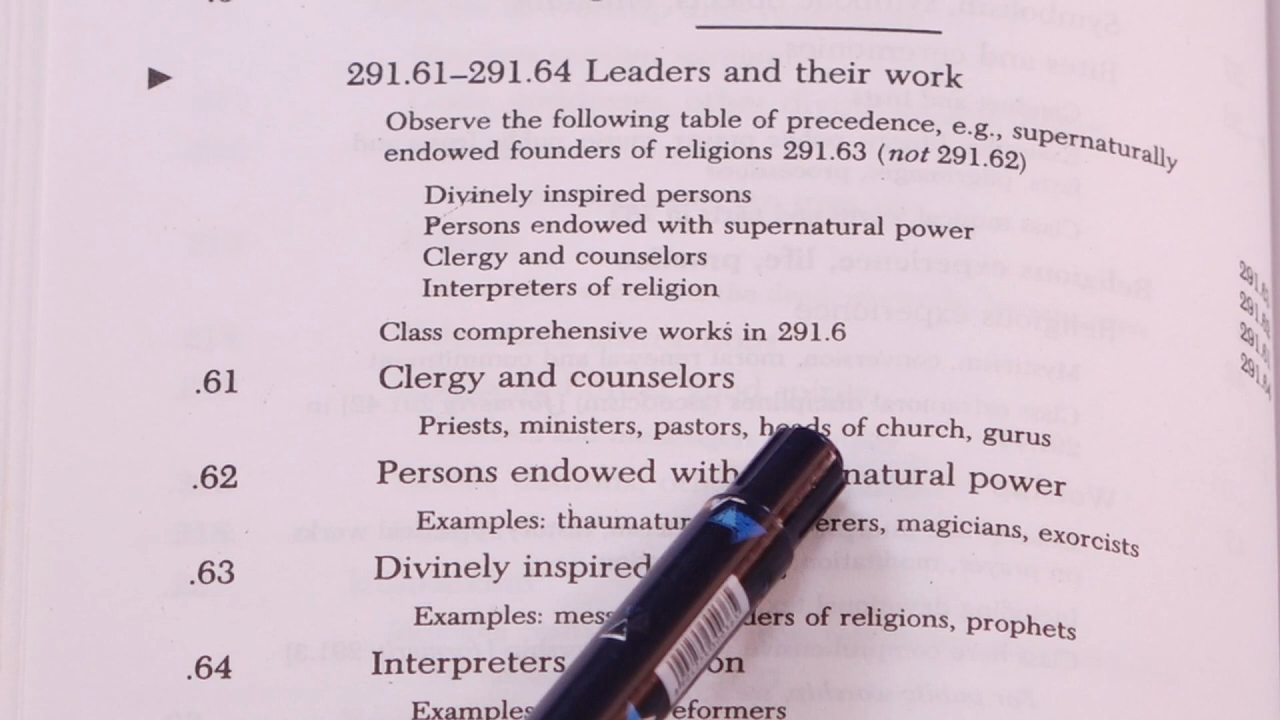 291.61–291.64 Leaders and their work
Observe the following table of precedence, e.g., supernaturally
endowed founders of religions 291.63 (not 291.62)
Divinely inspired persons
Persons endowed with supernatural power
Clergy and counselors
Interpreters of religion
Class comprehensive works in 291.6
.61 Clergy and counselors
Priests, ministers, pastors, heads of church, gurus
.62 Persons endowed with natural power
Examples: thaumatur erers, magicians, exorcists
.63 Divinely inspired
Examples: mess ders of religions, prophets
.64 Interpreters on
Examples eformers